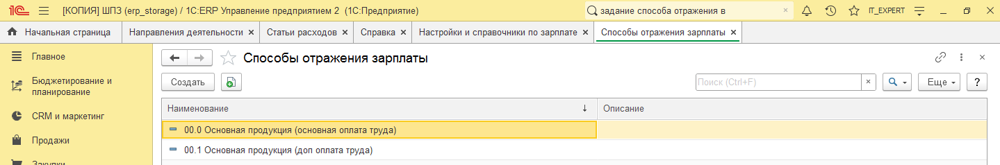 1С [КОПИЯ] ШПЗ (erp_storage) / 1С:ERP Управление предприятием 2 (1С:Предприятие) задание способа отражения в × IT_EXPERT
Начальная страница Направления деятельности × Статьи расходов × Справка × Настройки и справочники по зарплате × Способы отражения зарплаты ×
Главное
Способы отражения зарплаты
Бюджетирование и
планирование
Создать Поиск (Ctrl+F) × Еще ?
CRM и маркетинг
Наименование ↓ Описание
00.0 Основная продукция (основная оплата труда)
Продажи
00.1 Основная продукция (доп оплата труда)
Закупки